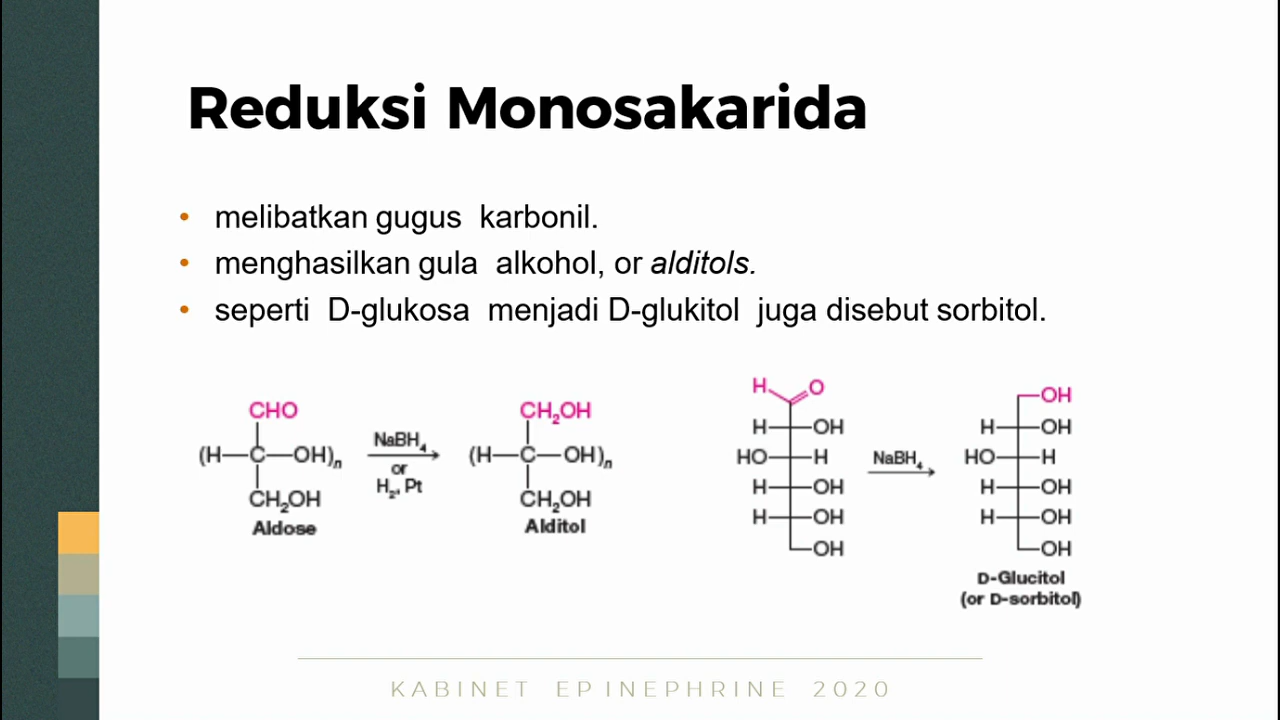 Reduksi Monosakarida
• melibatkan gugus karbonil.
• menghasilkan gula alkohol, or alditols.
• seperti D-glukosa menjadi D-glukitol juga disebut sorbitol.
CHO
(H—C—OH)n
CH₂OH
Aldose
NaBH₄
or
H₂, Pt
CH₂OH
(H—C—OH)n
CH₂OH
Alditol
H O
H OH
HO H
H OH
H OH
OH
NaBH₄
OH
H OH
HO H
H OH
H OH
OH
D-Glucitol
(or D-sorbitol)
KABINET EPINEPHRINE 2020